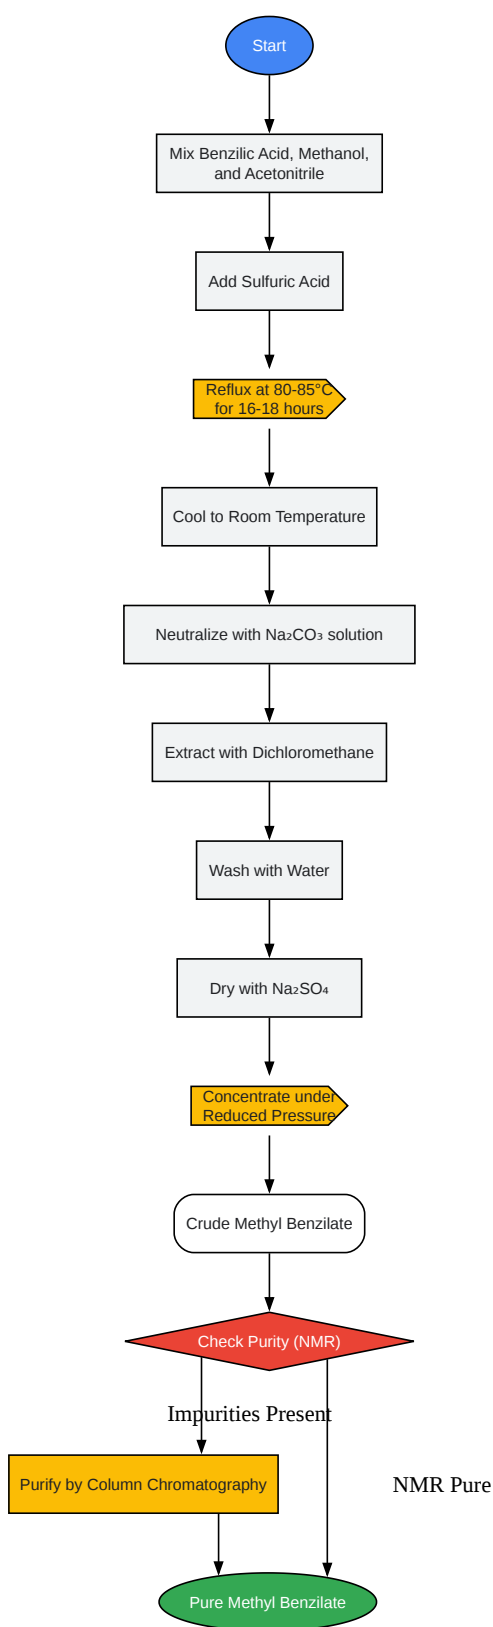 Start
Mix Benzilic Acid, Methanol,
and Acetonitrile
Add Sulfuric Acid
Reflux at 80-85°C
for 16-18 hours
Cool to Room Temperature
Neutralize with Na₂CO₃ solution
Extract with Dichloromethane
Wash with Water
Dry with Na₂SO₄
Concentrate under
Reduced Pressure
Crude Methyl Benzilate
Check Purity (NMR)
Impurities Present
Purify by Column Chromatography
NMR Pure
Pure Methyl Benzilate